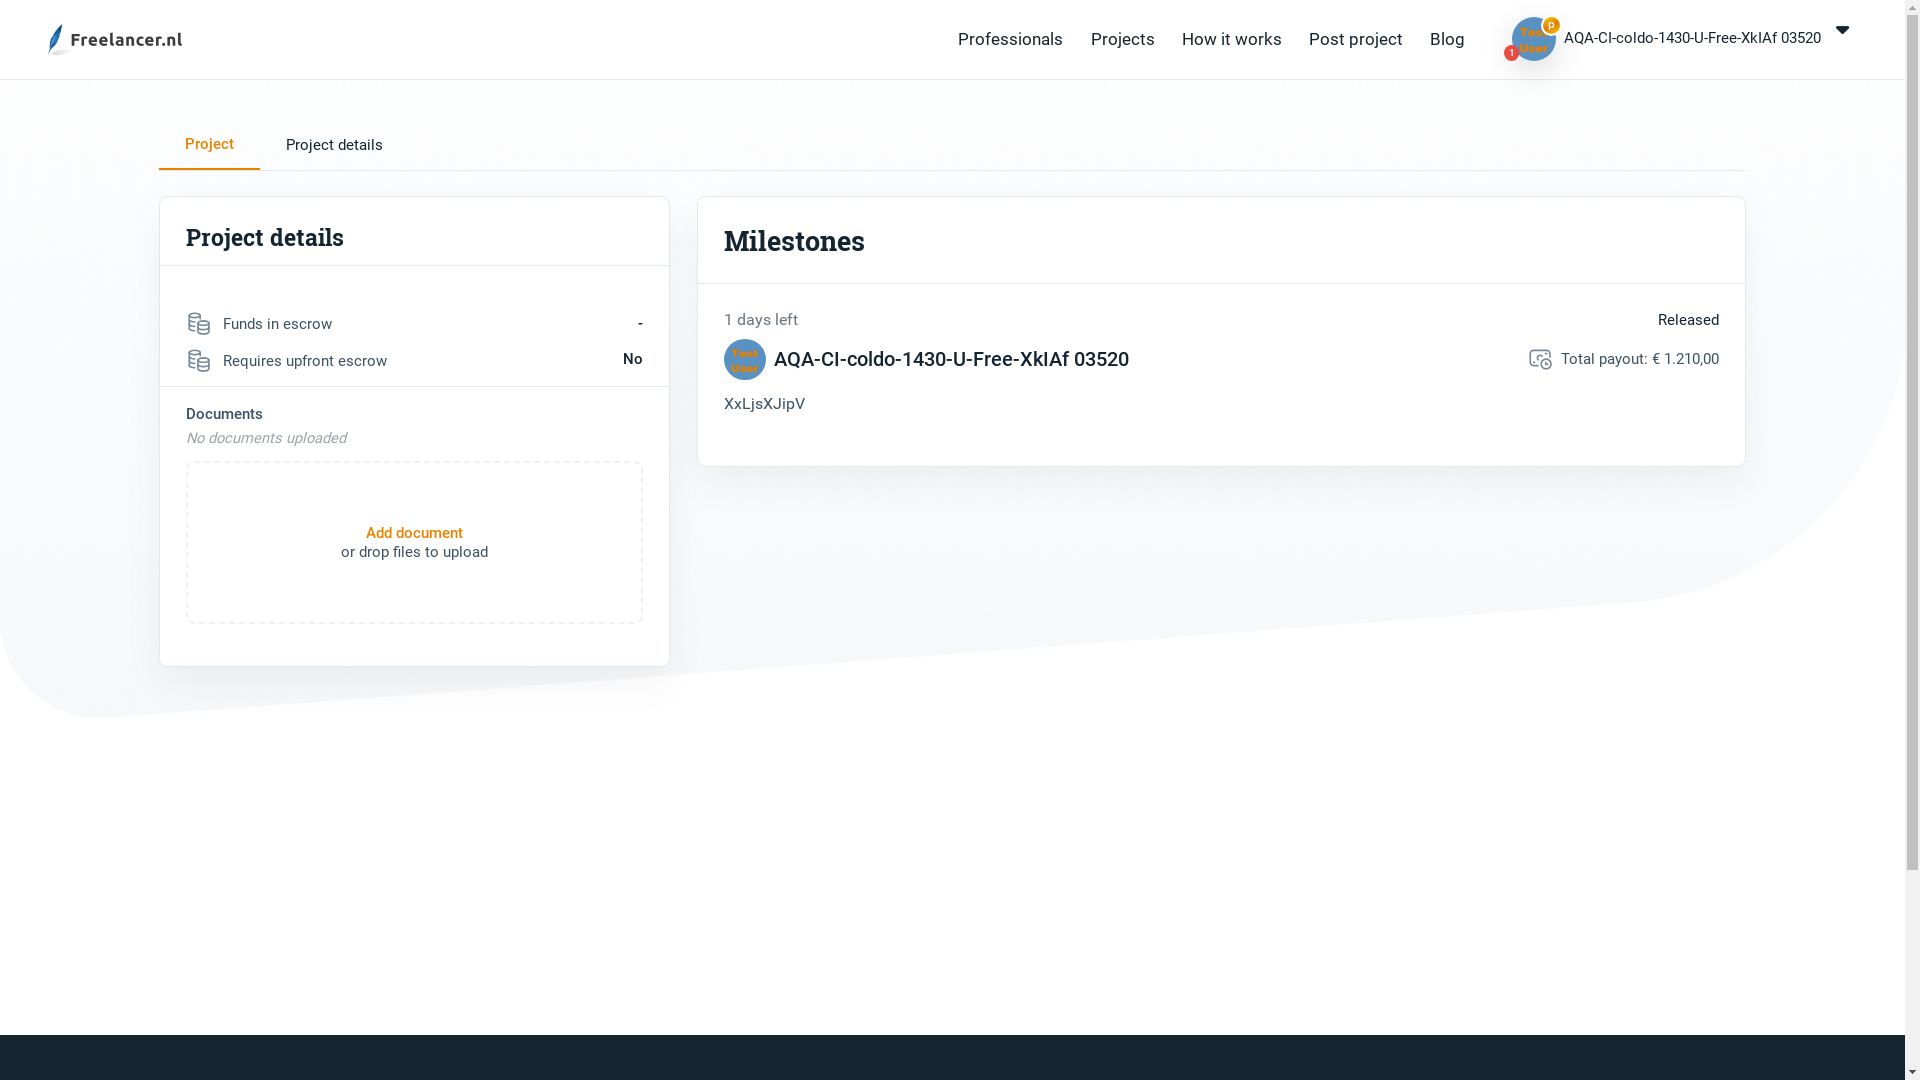 Freelancer.nl
Professionals
Projects
How it works
Post project
Blog
Test
User
p
1
AQA-CI-coldo-1430-U-Free-XkIAf 03520
Project
Project details
Project details
Funds in escrow
-
Requires upfront escrow
No
Documents
No documents uploaded
Add document
or drop files to upload
Milestones
1 days left
Released
Test
User
AQA-CI-coldo-1430-U-Free-XkIAf 03520
Total payout: € 1.210,00
XxLjsXJipV